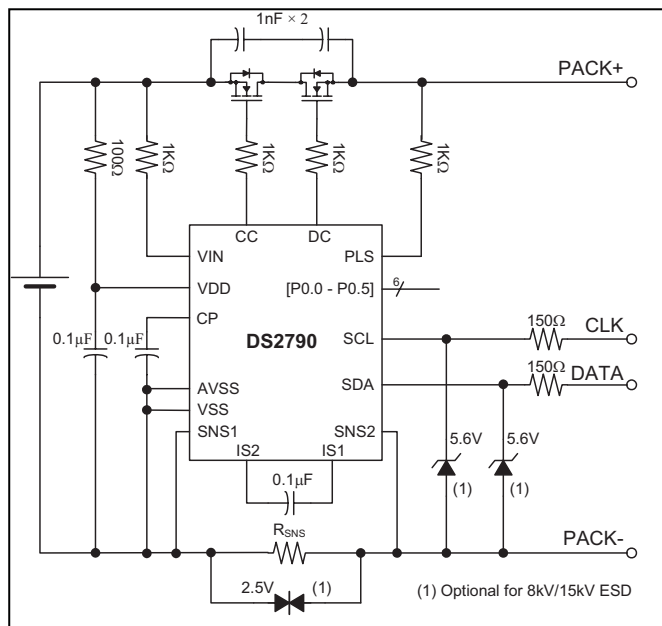 1nF × 2
PACK+
100Ω
1KΩ
1KΩ
1KΩ
1KΩ
CC
DC
VIN
PLS
VDD
[P0.0 - P0.5]
6
CP
0.1µF
0.1µF
DS2790
SCL
150Ω
CLK
SDA
150Ω
DATA
AVSS
VSS
SNS1
SNS2
IS2
IS1
5.6V
5.6V
0.1µF
(1)
(1)
RSNS
PACK-
2.5V
(1)
(1) Optional for 8kV/15kV ESD